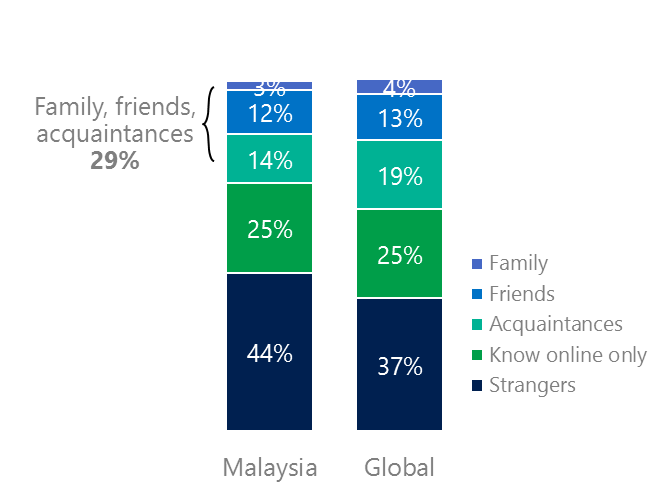 Family, friends,
acquaintances
29%
3%
12%
14%
25%
44%
4%
13%
19%
25%
37%
Family
Friends
Acquaintances
Know online only
Strangers
Malaysia
Global